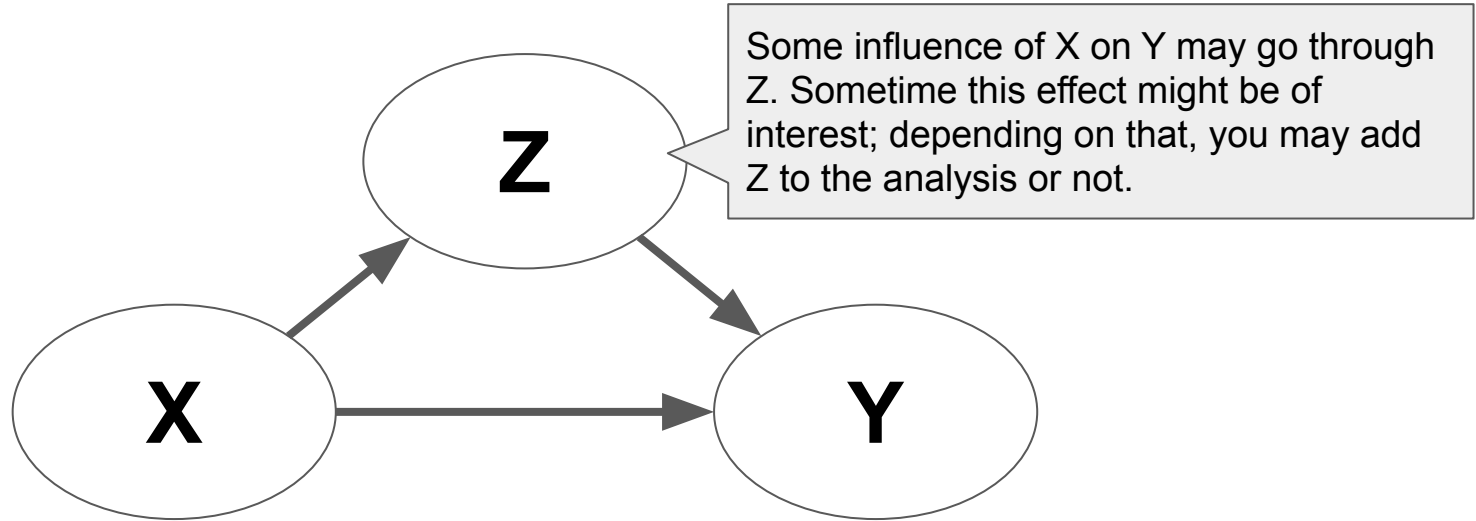 Some influence of X on Y may go through
Z. Sometime this effect might be of
interest; depending on that, you may add
Z to the analysis or not.
Z
X
Y